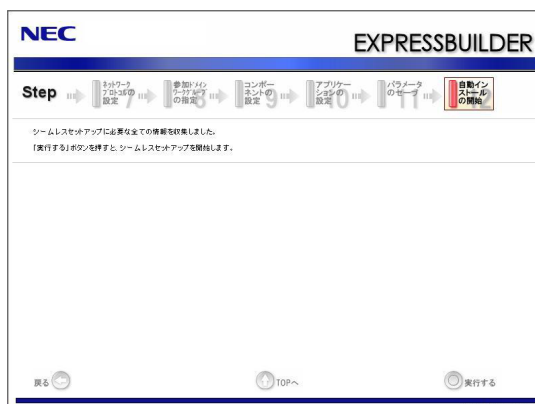 NEC
EXPRESSBUILDER
Step
ネットワーク
プロトコルの
設定
7
参加ドメイン
ワークグループ
の指定
8
コンポー
ネントの
設定
9
アプリケー
ションの
設定
10
パラメータ
のセーブ
11
自動イン
ストール
の開始
12
シームレスセットアップに必要な全ての情報を収集しました。
「実行する」ボタンを押すと、シームレスセットアップを開始します。
戻る
TOPへ
実行する